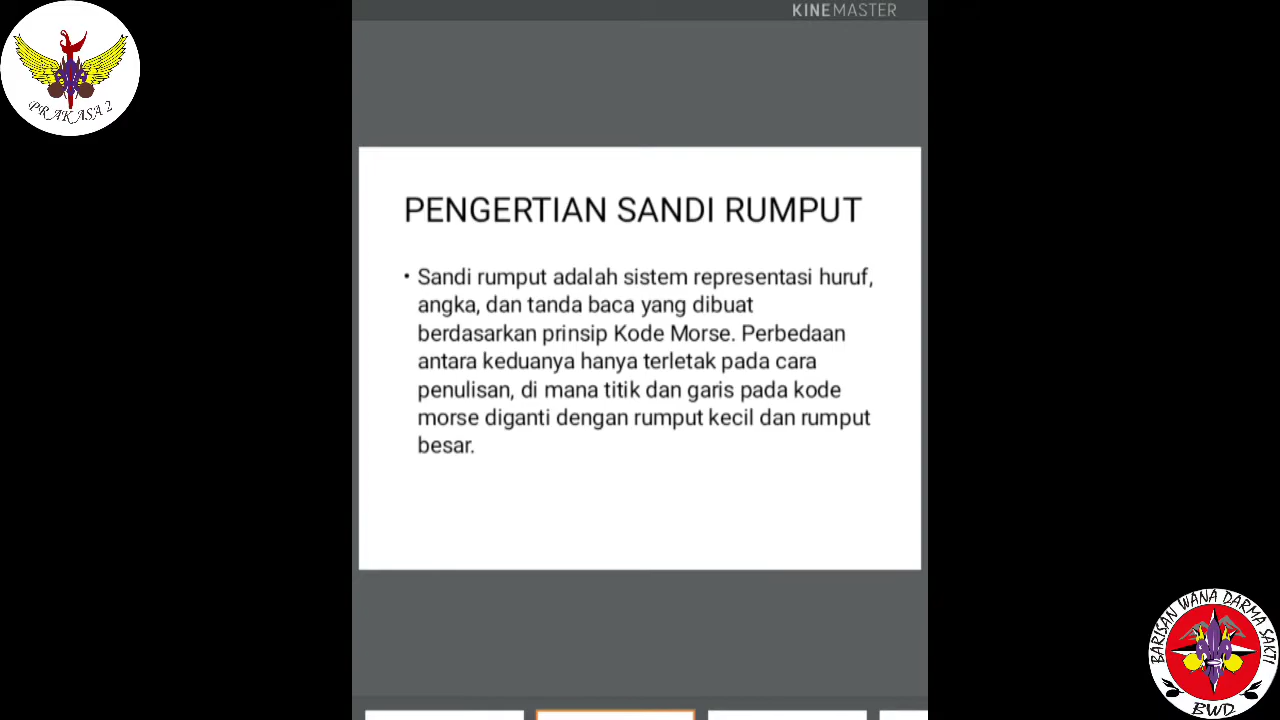 KINEMASTER
PRAKASA 2
PENGERTIAN SANDI RUMPUT
• Sandi rumput adalah sistem representasi huruf,
angka, dan tanda baca yang dibuat
berdasarkan prinsip Kode Morse. Perbedaan
antara keduanya hanya terletak pada cara
penulisan, di mana titik dan garis pada kode
morse diganti dengan rumput kecil dan rumput
besar.
BARISAN WANA DARMA SAKTI
BWD